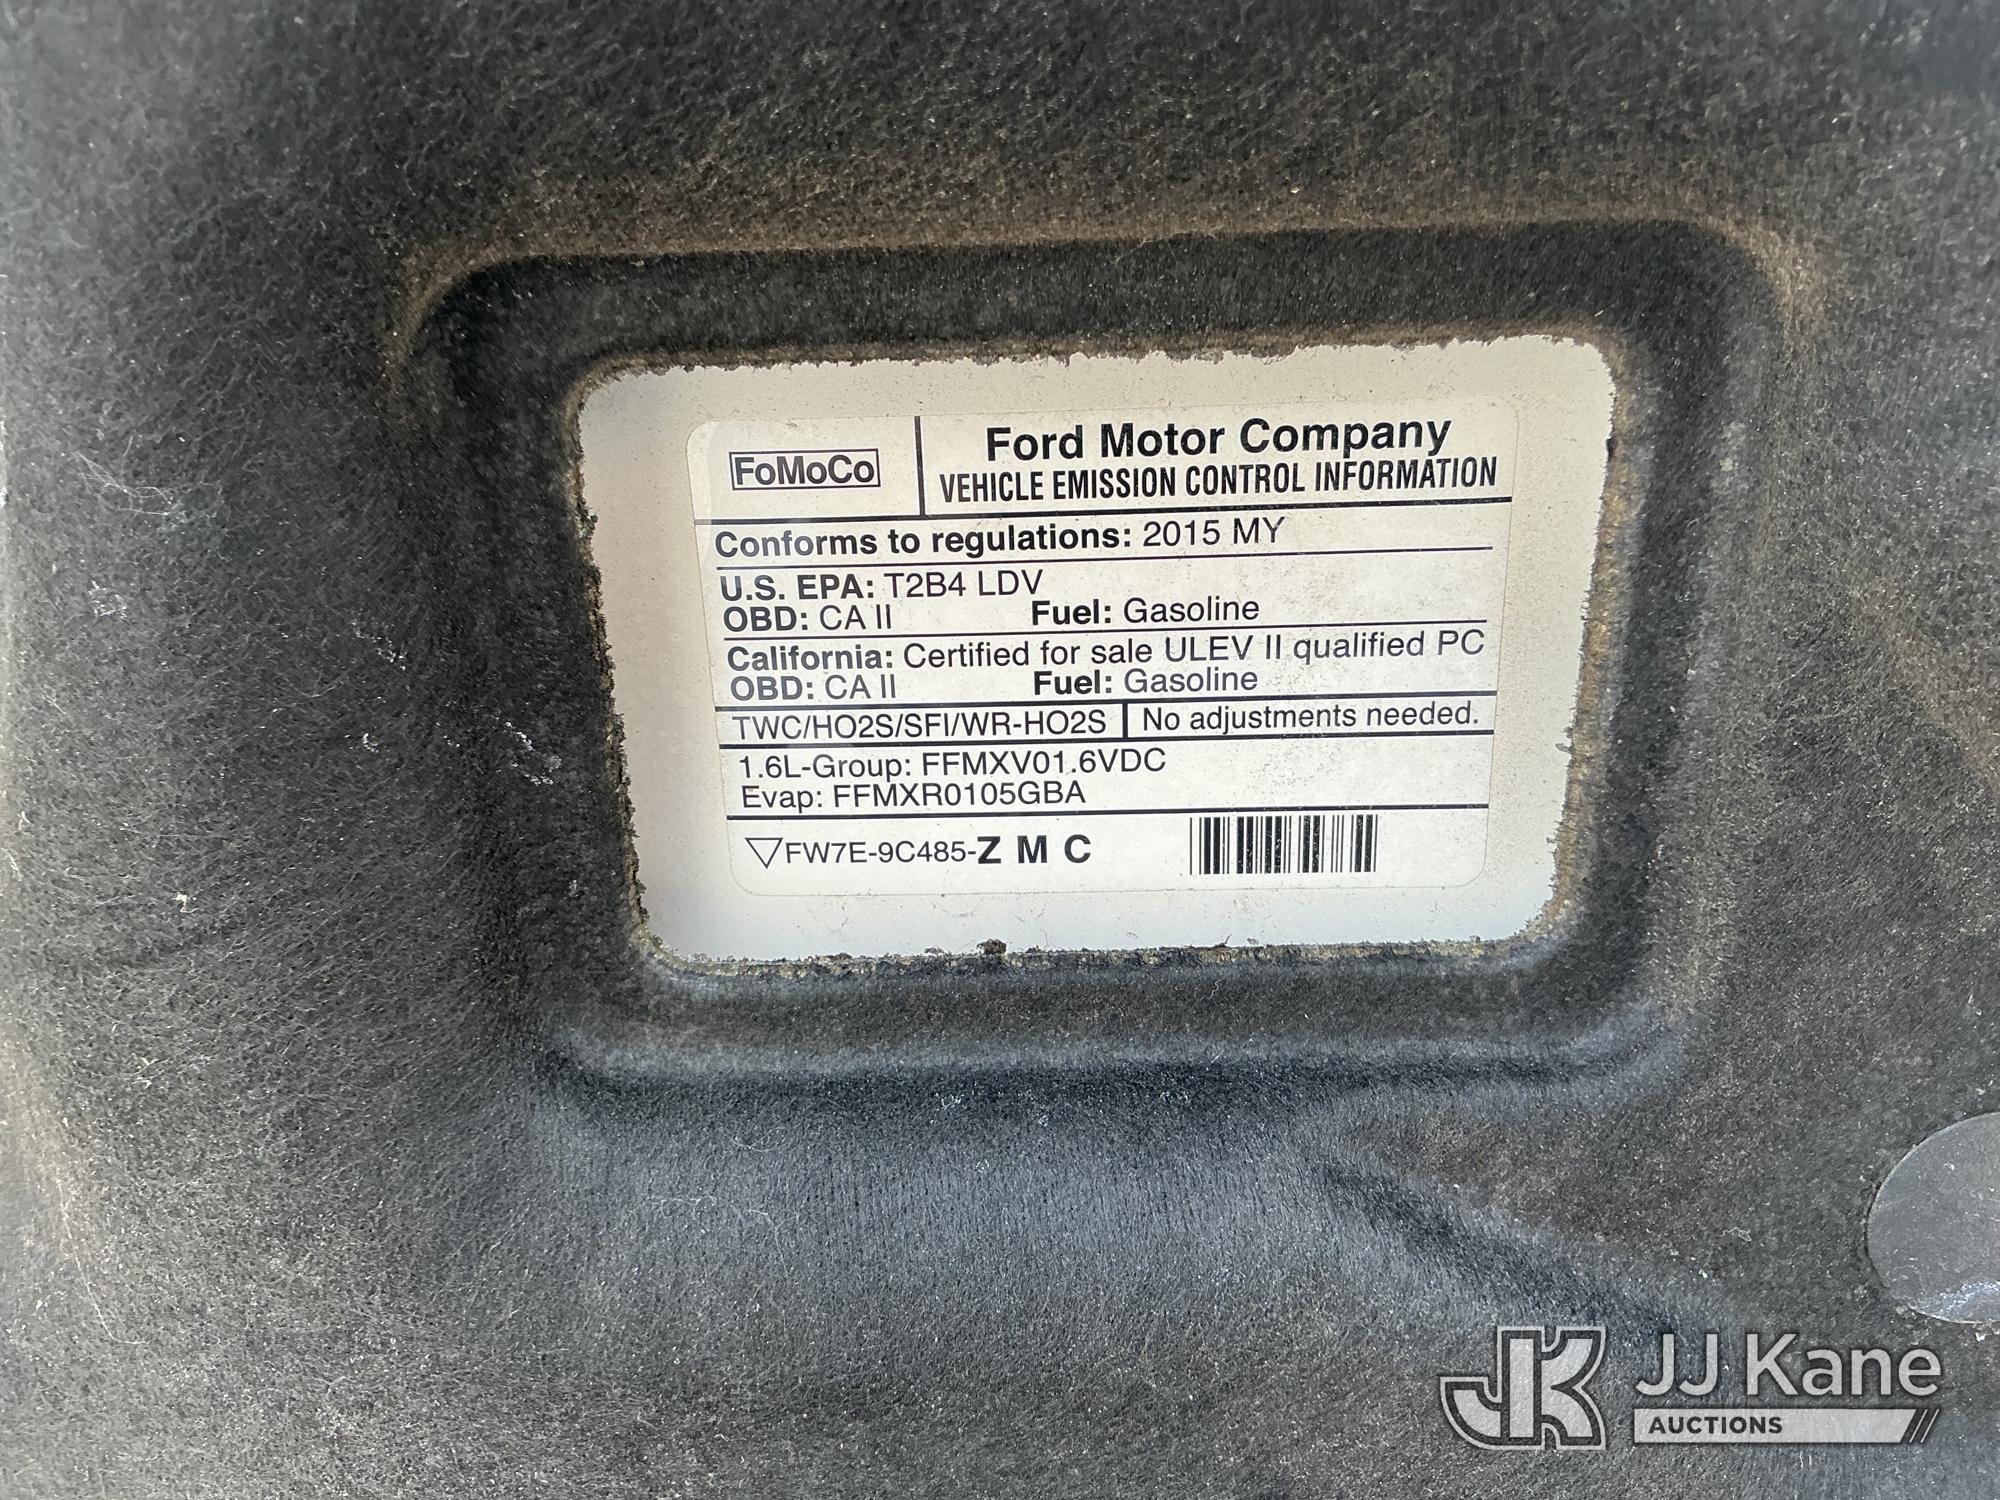 FoMoCo
Ford Motor Company
VEHICLE EMISSION CONTROL INFORMATION
Conforms to regulations: 2015 MY
U.S. EPA: T2B4 LDV
OBD: CA II Fuel: Gasoline
California: Certified for sale ULEV II qualified PC
OBD: CA II Fuel: Gasoline
TWC/HO2S/SFI/WR-HO2S No adjustments needed.
1.6L-Group: FFMXV01.6VDC
Evap: FFMXR0105GBA
▽FW7E-9C485-Z M C
JK JJ Kane
AUCTIONS